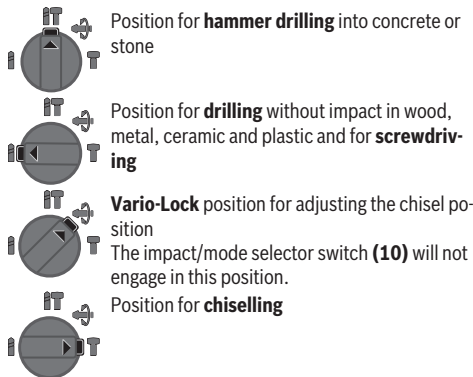 Position for hammer drilling into concrete or
stone
Position for drilling without impact in wood,
metal, ceramic and plastic and for screwdriv-
ing
Vario-Lock position for adjusting the chisel po-
sition
The impact/mode selector switch (10) will not
engage in this position.
Position for chiselling